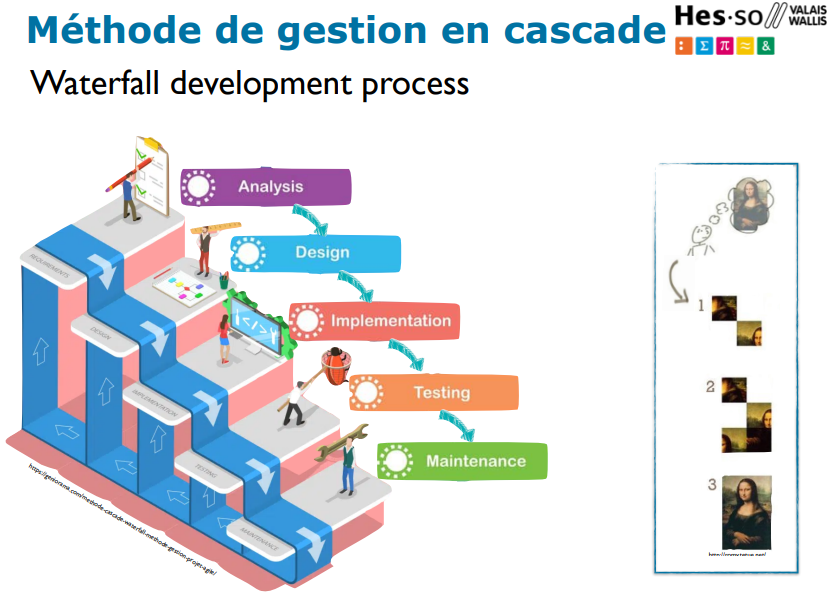 Méthode de gestion en cascade
Hes·so// VALAIS
WALLIS
Σ π ≈ &
Waterfall development process
Analysis
Design
Implementation
Testing
Maintenance
REQUIREMENTS
DESIGN
IMPLEMENTATION
TESTING
MAINTENANCE
</I>
1
2
3